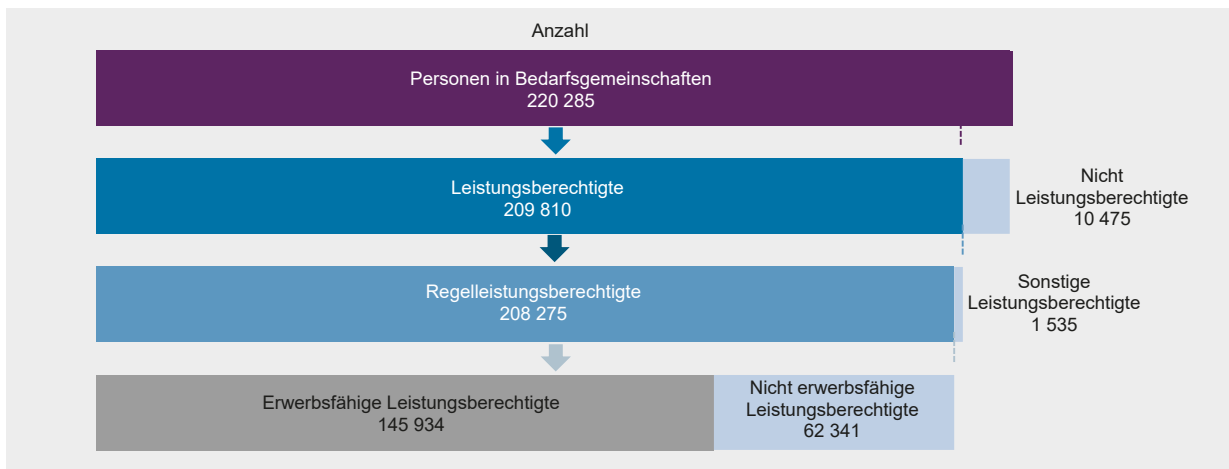 Anzahl
Personen in Bedarfsgemeinschaften
220 285
Leistungsberechtigte
209 810
Nicht
Leistungsberechtigte
10 475
Regelleistungsberechtigte
208 275
Sonstige
Leistungsberechtigte
1 535
Erwerbsfähige Leistungsberechtigte
145 934
Nicht erwerbsfähige
Leistungsberechtigte
62 341